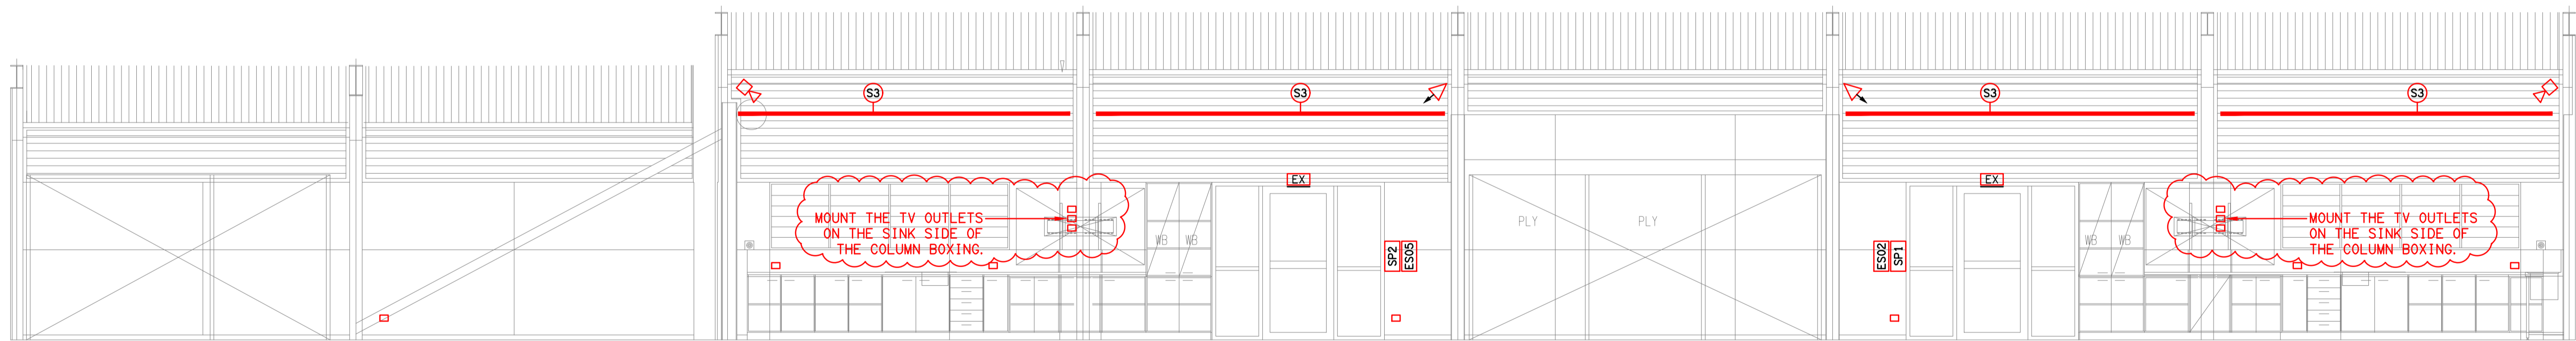 S3
S3
S3
S3
EX
EX
MOUNT THE TV OUTLETS
ON THE SINK SIDE OF
THE COLUMN BOXING.
WB WB
SP2
ES05
PLY
PLY
ES02
SP1
WB WB
MOUNT THE TV OUTLETS
ON THE SINK SIDE OF
THE COLUMN BOXING.